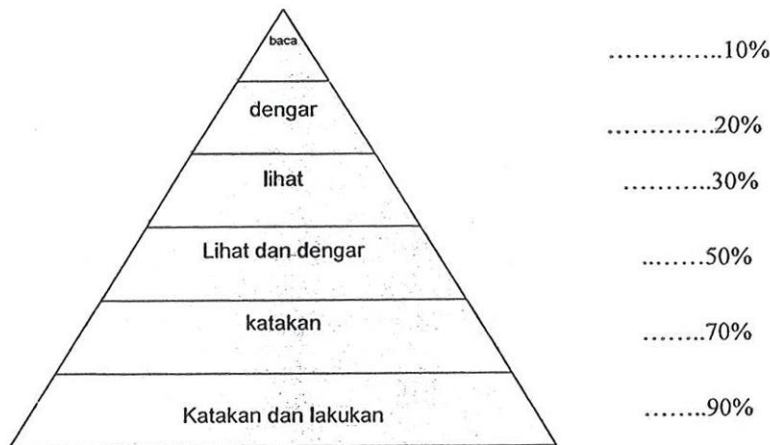 baca …………..10%
dengar ………….20%
lihat ………..30%
Lihat dan dengar ..……50%
katakan ……..70%
Katakan dan lakukan ……..90%